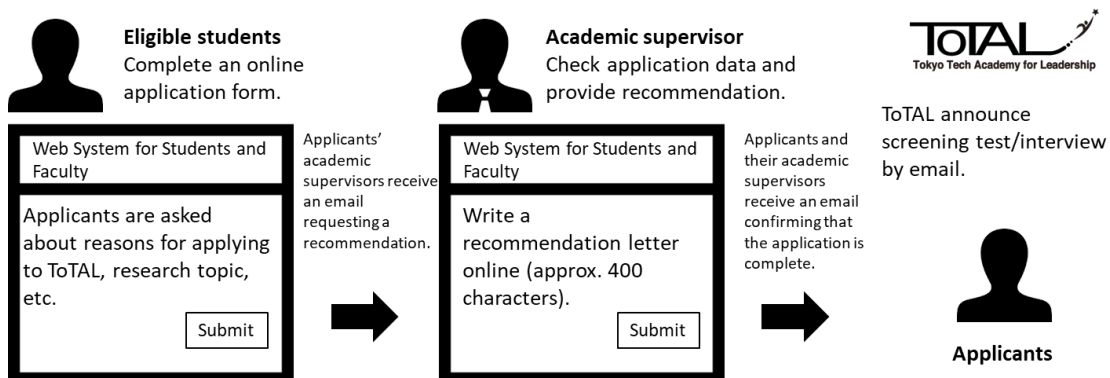 Eligible students
Complete an online
application form.
Web System for Students and
Faculty
Applicants are asked
about reasons for applying
to ToTAL, research topic,
etc.
Submit
Applicants’
academic
supervisors receive
an email
requesting a
recommendation.
Academic supervisor
Check application data and
provide recommendation.
Web System for Students and
Faculty
Write a
recommendation letter
online (approx. 400
characters).
Submit
Applicants and
their academic
supervisors
receive an email
confirming that
the application is
complete.
ToTAL
Tokyo Tech Academy for Leadership
ToTAL announce
screening test/interview
by email.
Applicants